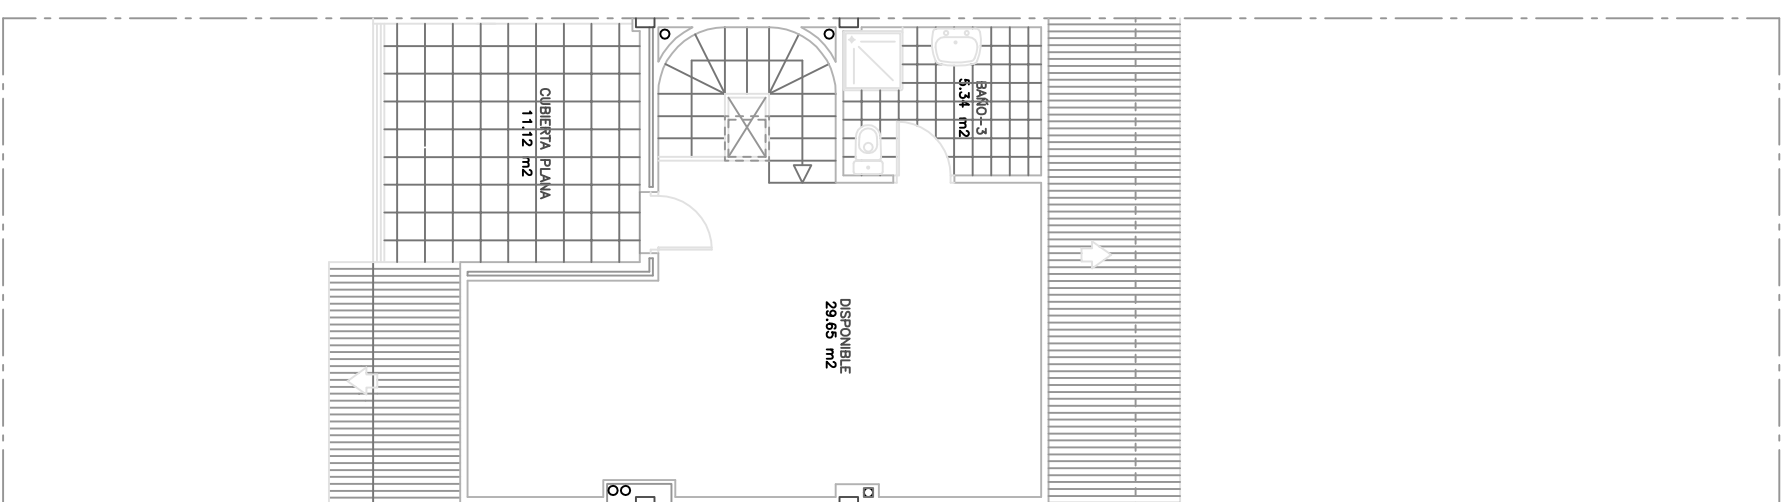 CUBIERTA PLANA
11.12 m2
BAÑO-3
5.34 m2
DISPONIBLE
29.65 m2